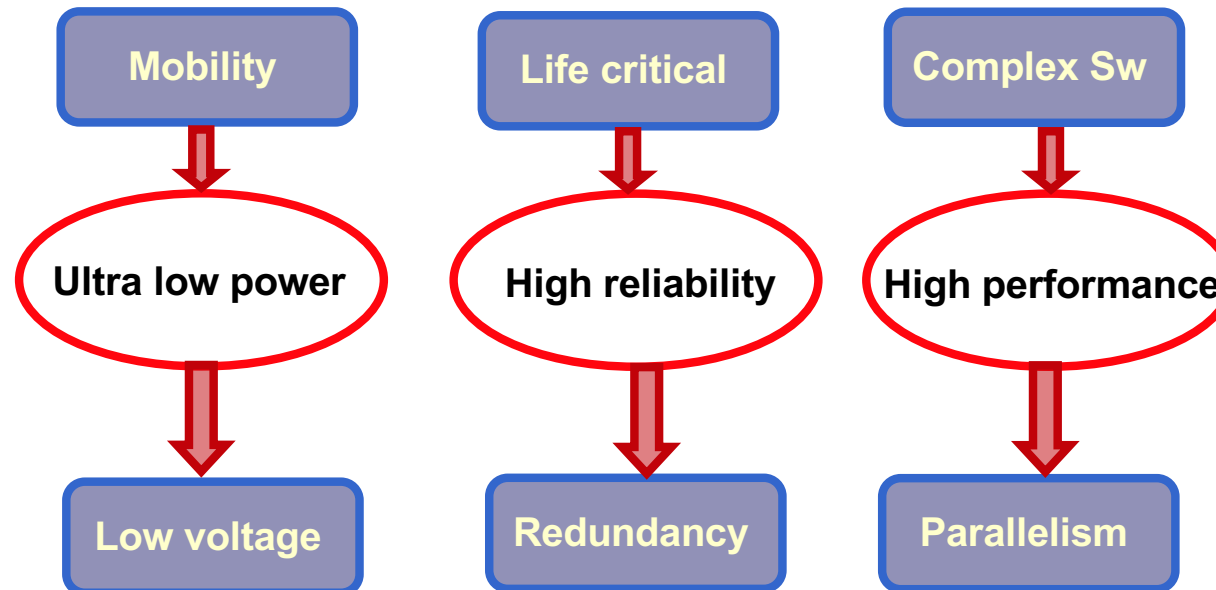 Mobility
Life critical
Complex Sw
Ultra low power
High reliability
High performance
Low voltage
Redundancy
Parallelism